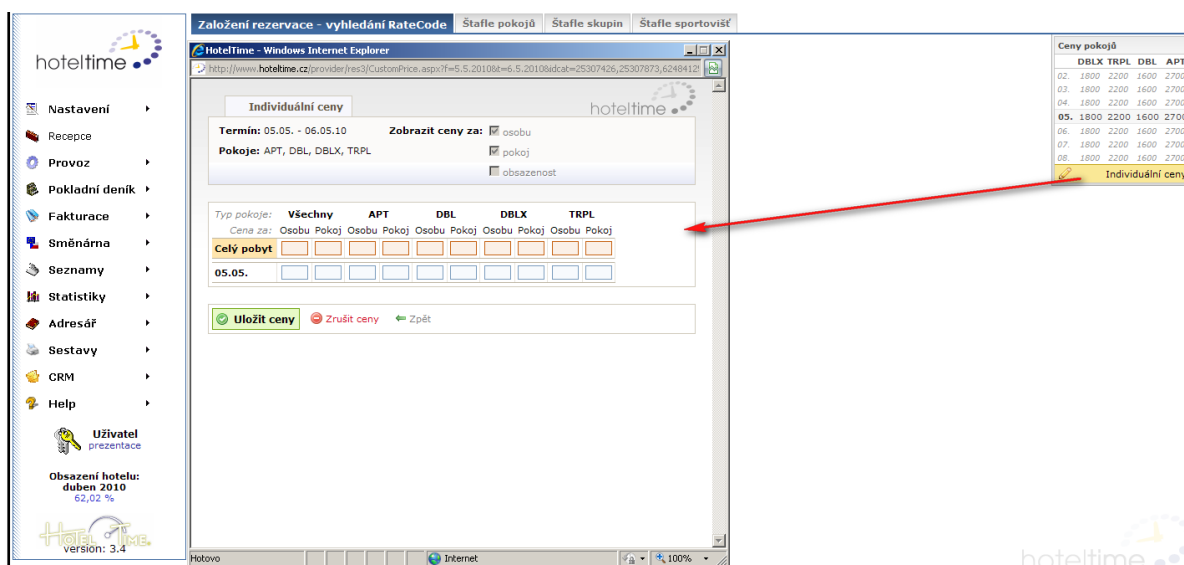 hoteltime
Nastavení
Recepce
Provoz
Pokladní deník
Fakturace
Směnárna
Seznamy
Statistiky
Adresář
Sestavy
CRM
Help
Uživatel
prezentace
Obsazení hotelu:
duben 2010
62,02 %
HOTEL TIME.
version: 3.4
Založení rezervace - vyhledání RateCode Štafle pokojů Štafle skupin Štafle sportovišť
HotelTime - Windows Internet Explorer
http://www.hoteltime.cz/provider/res3/CustomPrice.aspx?f=5.5.2010&t=6.5.2010&idcat=25307426,25307873,6248412
Individuální ceny
hoteltime
Termín: 05.05. - 06.05.10 Zobrazit ceny za: osobu
Pokoje: APT, DBL, DBLX, TRPL pokoj
obsazenost
Typ pokoje: Všechny APT DBL DBLX TRPL
Cena za: Osobu Pokoj Osobu Pokoj Osobu Pokoj Osobu Pokoj Osobu Pokoj
Celý pobyt
05.05.
Uložit ceny Zrušit ceny Zpět
Hotovo Internet 100%
Ceny pokojů
DBLX TRPL DBL APT
02. 1800 2200 1600 2700
03. 1800 2200 1600 2700
04. 1800 2200 1600 2700
05. 1800 2200 1600 2700
06. 1800 2200 1600 2700
07. 1800 2200 1600 2700
08. 1800 2200 1600 2700
Individuální ceny
hoteltime